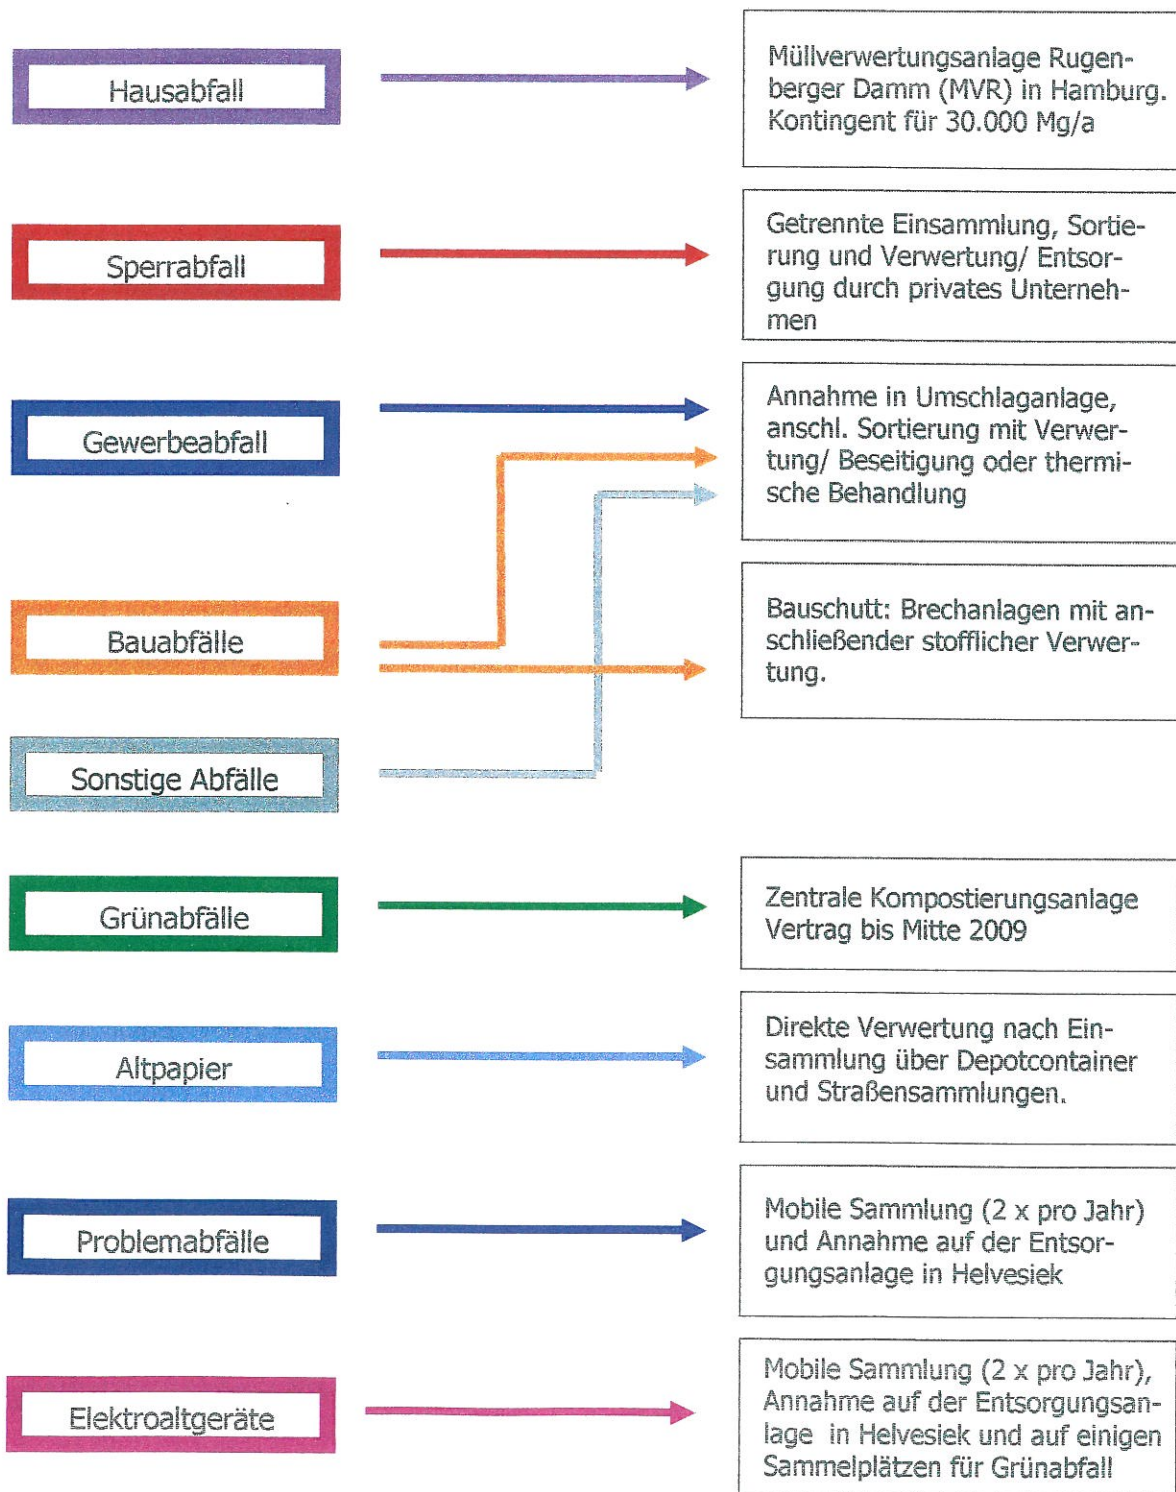 Hausabfall
Müllverwertungsanlage Rugen-
berger Damm (MVR) in Hamburg.
Kontingent für 30.000 Mg/a
Sperrabfall
Getrennte Einsammlung, Sortie-
rung und Verwertung/ Entsor-
gung durch privates Unterneh-
men
Gewerbeabfall
Annahme in Umschlaganlage,
anschl. Sortierung mit Verwer-
tung/ Beseitigung oder thermi-
sche Behandlung
Bauabfälle
Bauschutt: Brechanlagen mit an-
schließender stofflicher Verwer-
tung.
Sonstige Abfälle
Grünabfälle
Zentrale Kompostierungsanlage
Vertrag bis Mitte 2009
Altpapier
Direkte Verwertung nach Ein-
sammlung über Depotcontainer
und Straßensammlungen.
Problemabfälle
Mobile Sammlung (2 x pro Jahr)
und Annahme auf der Entsor-
gungsanlage in Helvesiek
Elektroaltgeräte
Mobile Sammlung (2 x pro Jahr),
Annahme auf der Entsorgungsan-
lage in Helvesiek und auf einigen
Sammelplätzen für Grünabfall